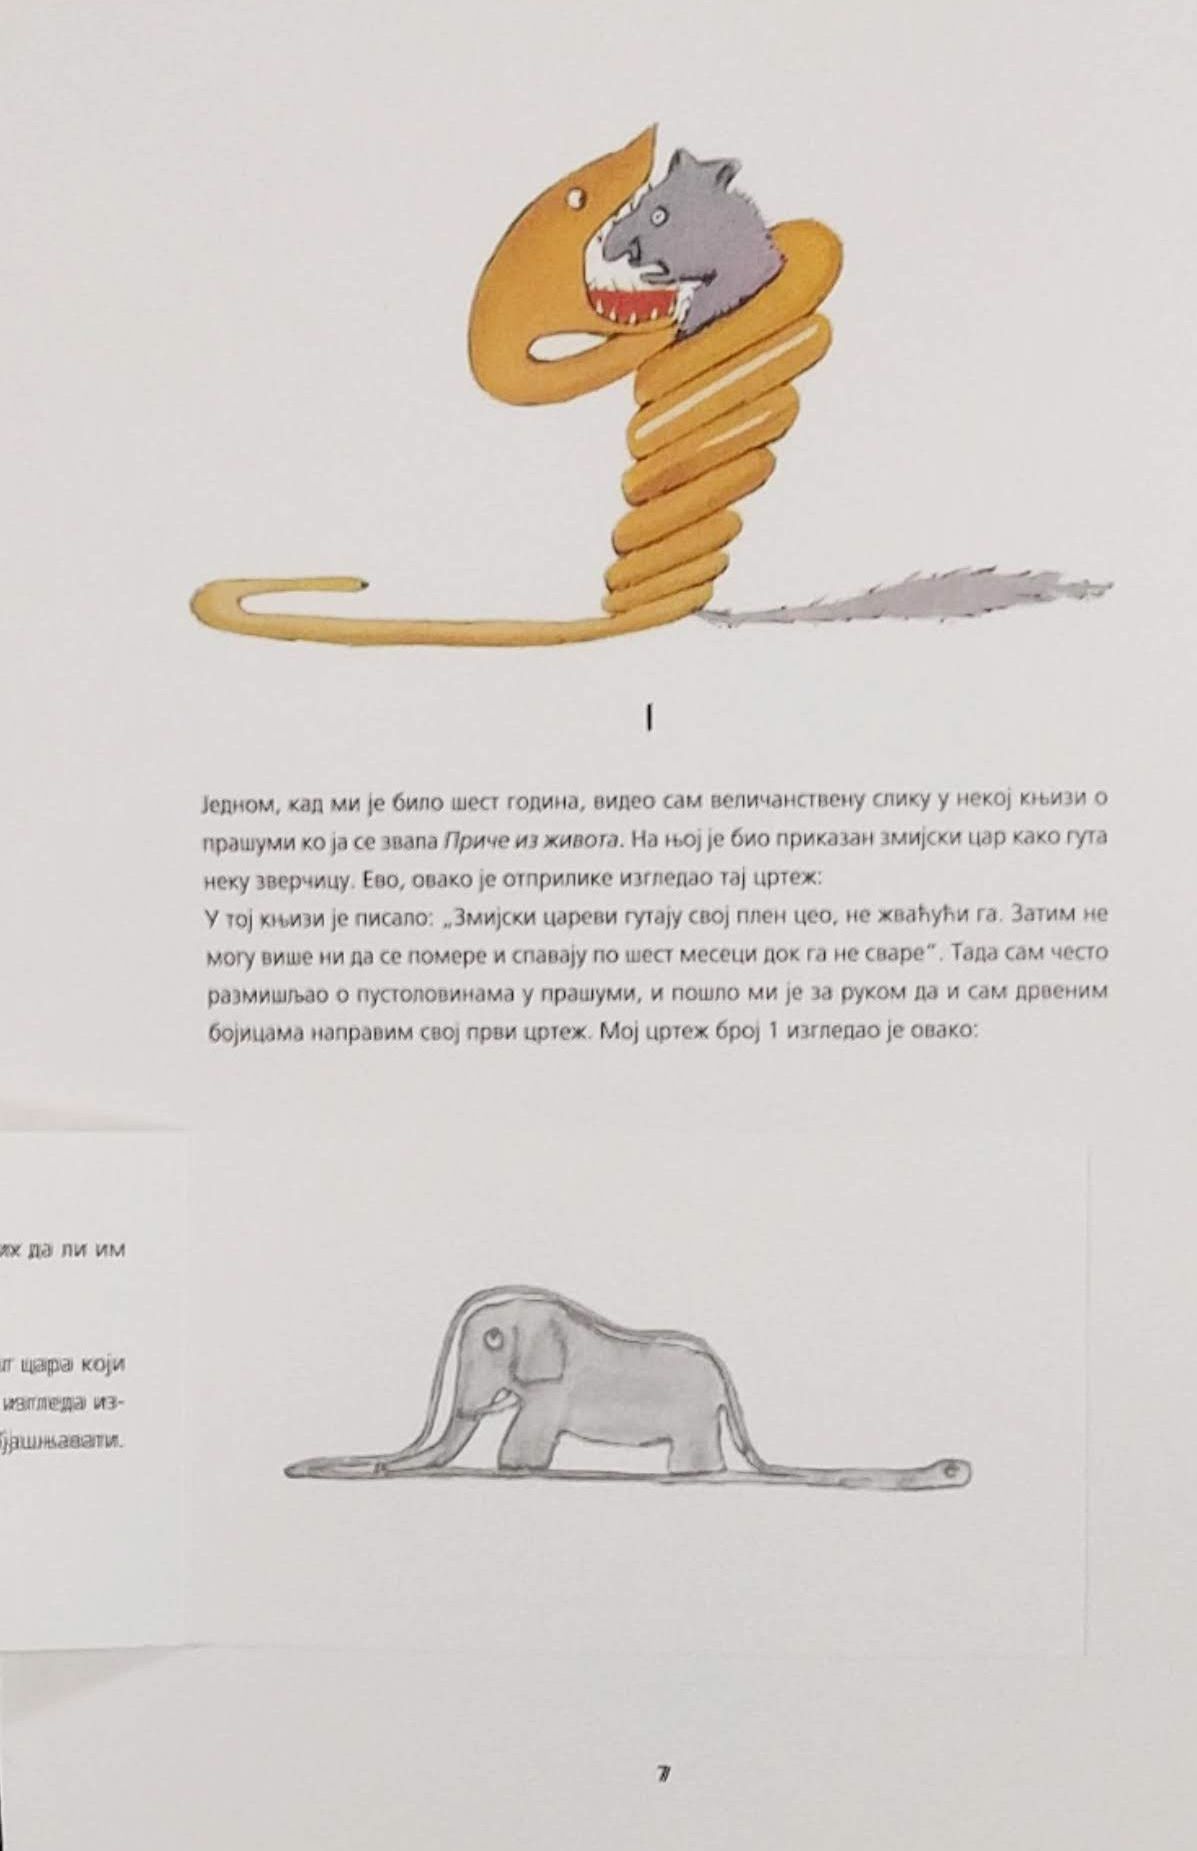 I
Једном, кад ми је било шест година, видео сам величанствену слику у некој књизи о
прашуми ко ја се звала Приче из живота. На њој је био приказан змијски цар како гута
неку зверчицу. Ево, овако је отприлике изгледао тај цртеж:
У тој књизи је писало: „Змијски цареви гутају свој плен цео, не жваћући га. Затим не
могу више ни да се помере и спавају по шест месеци док га не сваре“. Тада сам често
размишљао о пустоловинама у прашуми, и пошло ми је за руком да и сам дрвеним
бојицама направим свој први цртеж. Мој цртеж број 1 изгледао је овако:
да ли им
цара који
изгледа из-
7